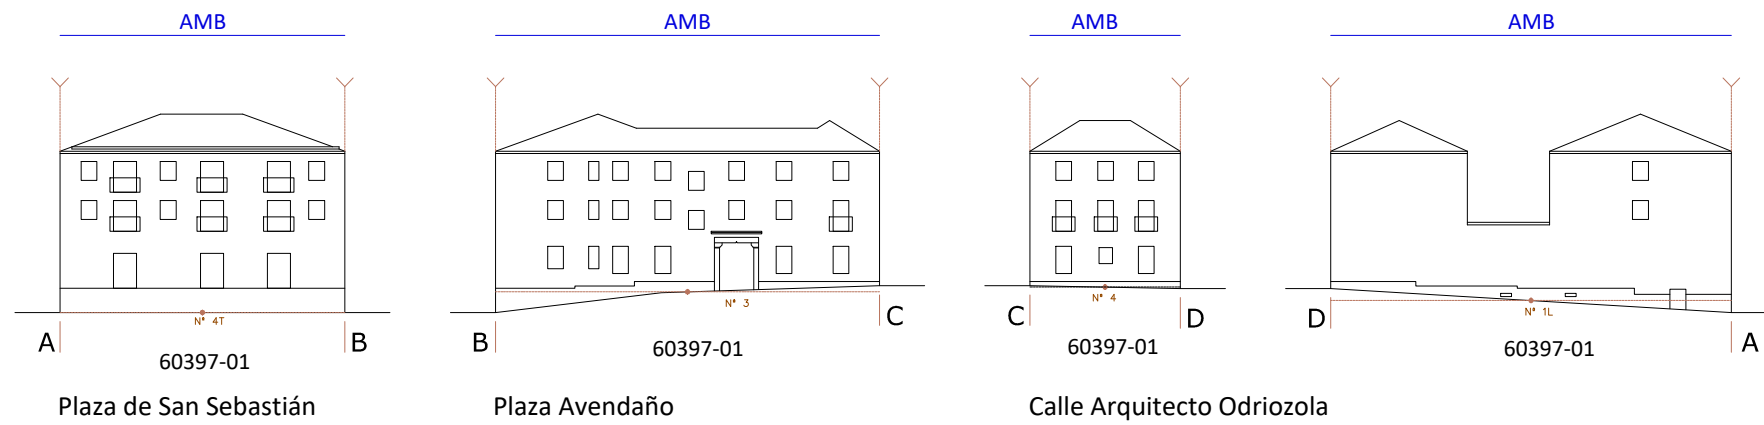 AMB AMB AMB AMB
Nº 4T Nº 3 Nº 4 Nº 1L
A B B C C D D A
60397-01 60397-01 60397-01 60397-01
Plaza de San Sebastián Plaza Avendaño Calle Arquitecto Odriozola